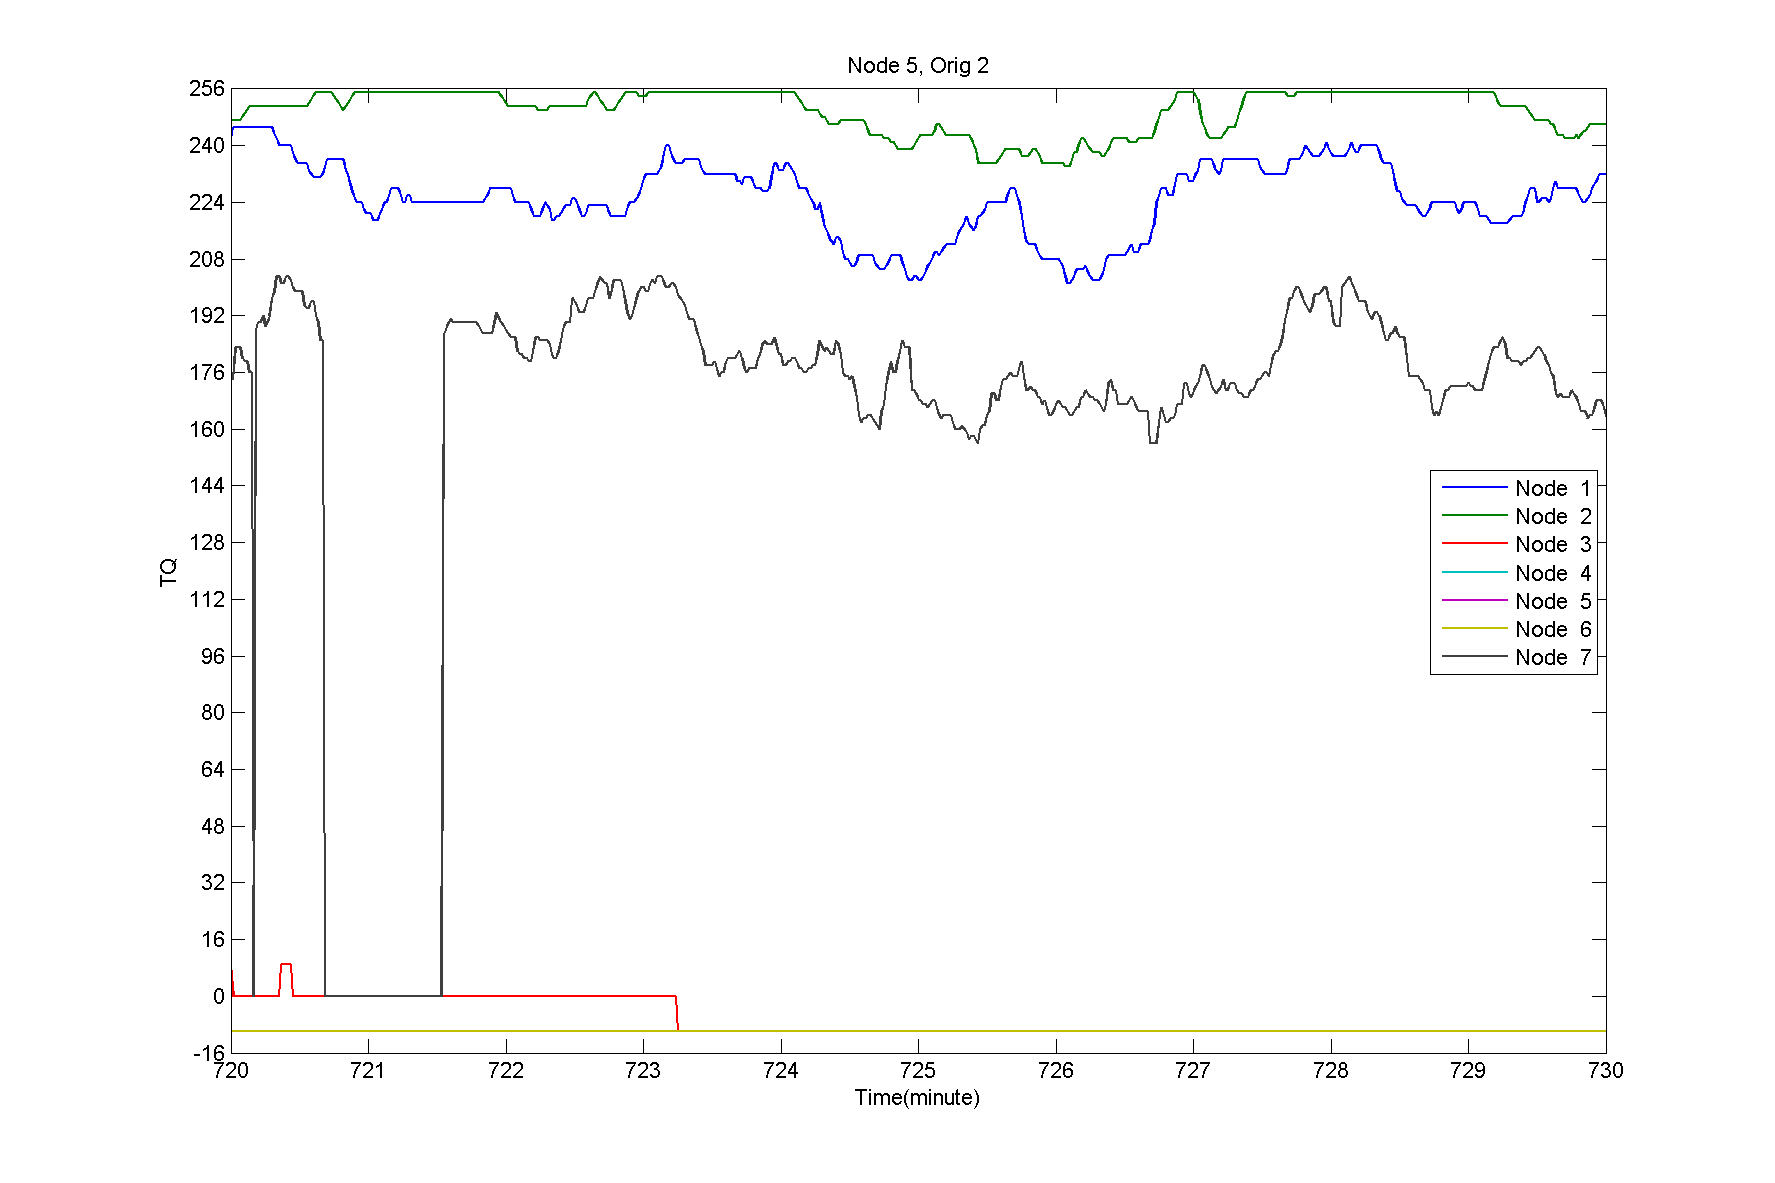 Node 5, Orig 2
256
240
224
208
192
176
160
144
128
112
96
80
64
48
32
16
0
-16
TQ
Node 1
Node 2
Node 3
Node 4
Node 5
Node 6
Node 7
720 721 722 723 724 725 726 727 728 729 730
Time(minute)